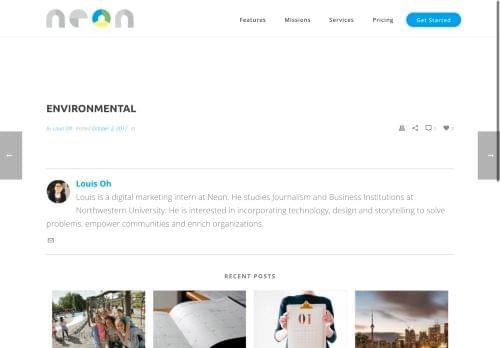 neon
Features Missions Services Pricing Get Started
ENVIRONMENTAL
By Louis Oh Posted October 2, 2017 In
0 0
← →
Louis Oh
Louis is a digital marketing intern at Neon. He studies Journalism and Business Institutions at
Northwestern University. He is interested in incorporating technology, design and storytelling to solve
problems, empower communities and enrich organizations.
RECENT POSTS
01